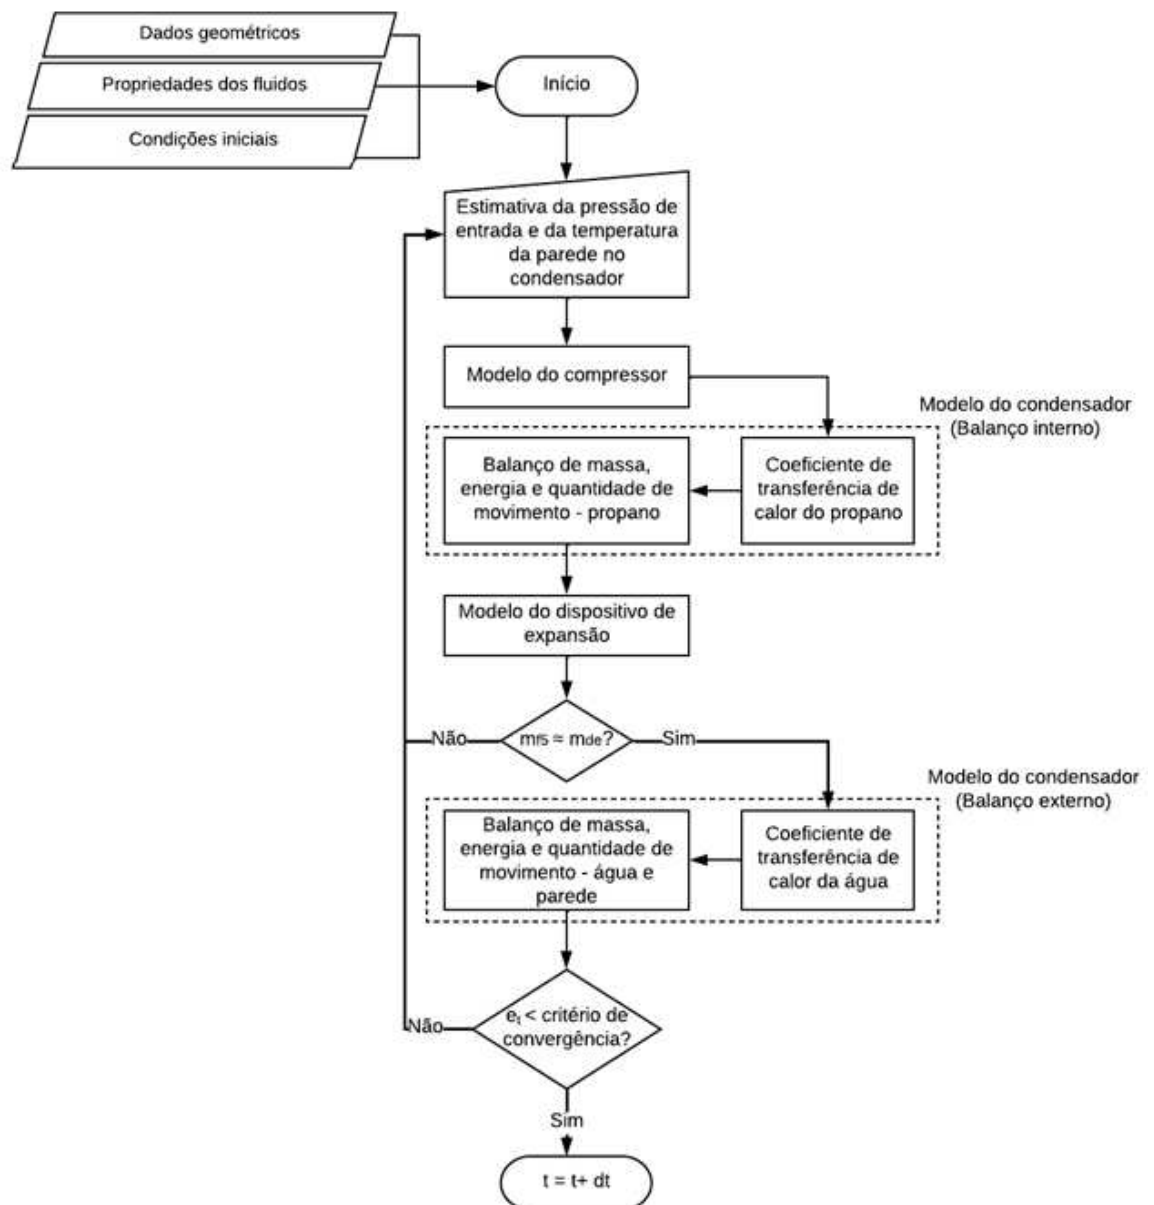 Dados geométricos
Propriedades dos fluidos
Condições iniciais
Início
Estimativa da pressão de
entrada e da temperatura
da parede no
condensador
Modelo do compressor
Modelo do condensador
(Balanço interno)
Balanço de massa,
energia e quantidade de
movimento - propano
Coeficiente de
transferência de
calor do propano
Modelo do dispositivo de
expansão
Não
mf5 ≈ mde?
Sim
Modelo do condensador
(Balanço externo)
Balanço de massa,
energia e quantidade de
movimento - água e
parede
Coeficiente de
transferência de
calor da água
Não
et < critério de
convergência?
Sim
t = t+ dt